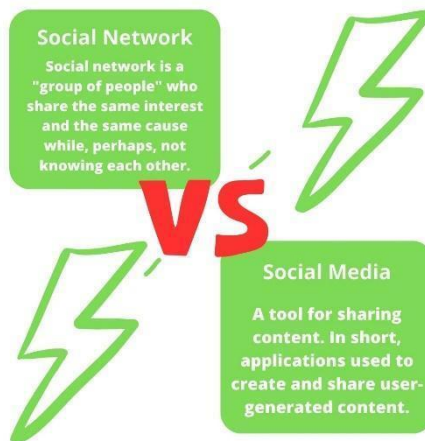 Social Network
Social network is a
"group of people" who
share the same interest
and the same cause
while, perhaps, not
knowing each other.
VS
Social Media
A tool for sharing
content. In short,
applications used to
create and share user-
generated content.